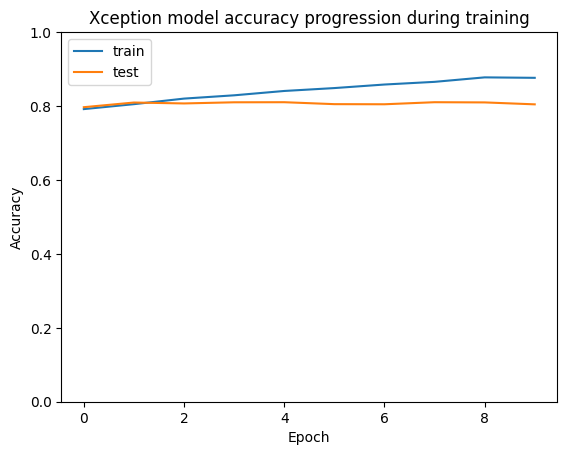 Xception model accuracy progression during training
train
test
1.0
0.8
0.6
0.4
0.2
0.0
Accuracy
0 2 4 6 8
Epoch